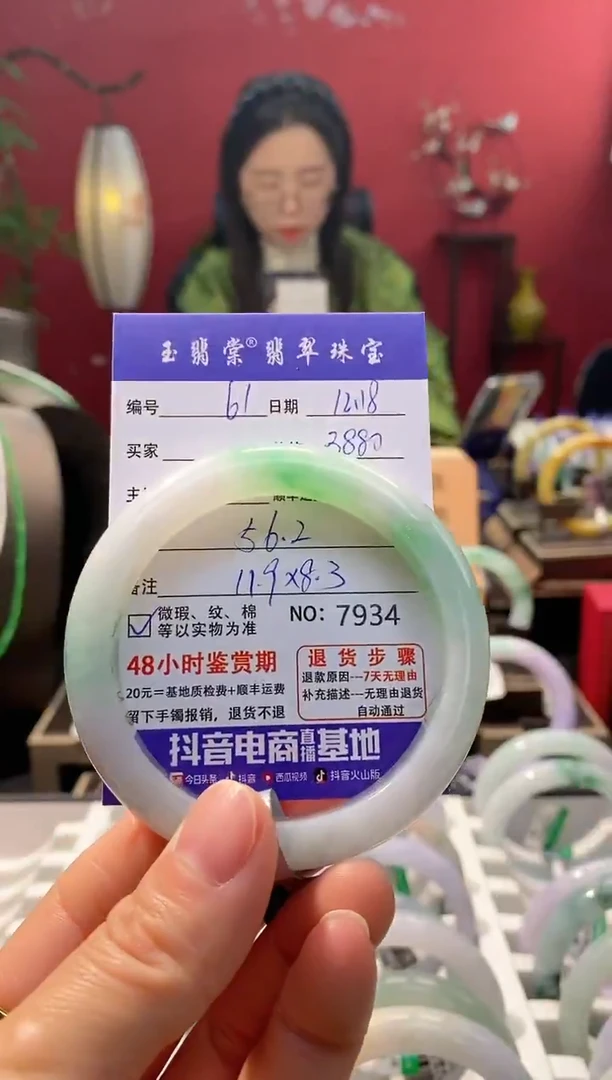 玉翡棠®翡翠珠宝
编号 61 日期 12.18
买家 3880
56.2
备注 11.9×8.3
微瑕、纹、棉
等以实物为准
NO: 7934
48小时鉴赏期
20元=基地质检费+顺丰运费
留下手镯报销，退货不退
退货步骤
退款原因---7天无理由
补充描述---无理由退货
自动通过
抖音电商直播基地
今日头条 抖音 西瓜视频 抖音火山版